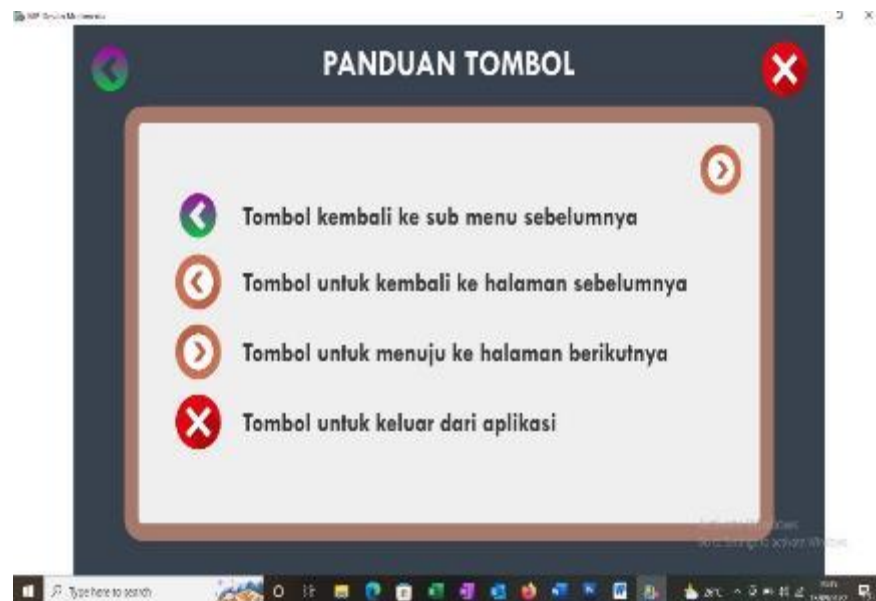 PANDUAN TOMBOL
Tombol kembali ke sub menu sebelumnya
Tombol untuk kembali ke halaman sebelumnya
Tombol untuk menuju ke halaman berikutnya
Tombol untuk keluar dari aplikasi
Type here to search